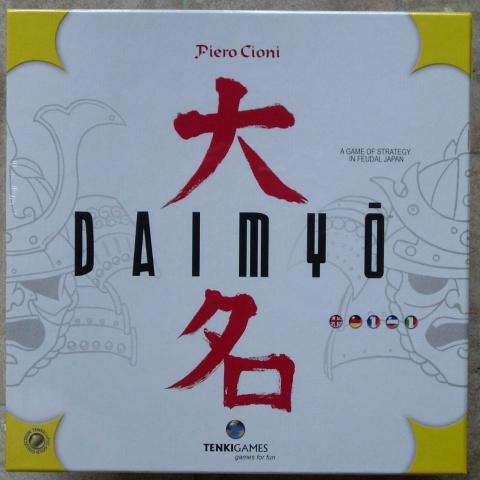 Piero Cioni
大
A GAME OF STRATEGY
IN FEUDAL JAPAN
DAIMYŌ
名
TENKIGAMES
games for fun